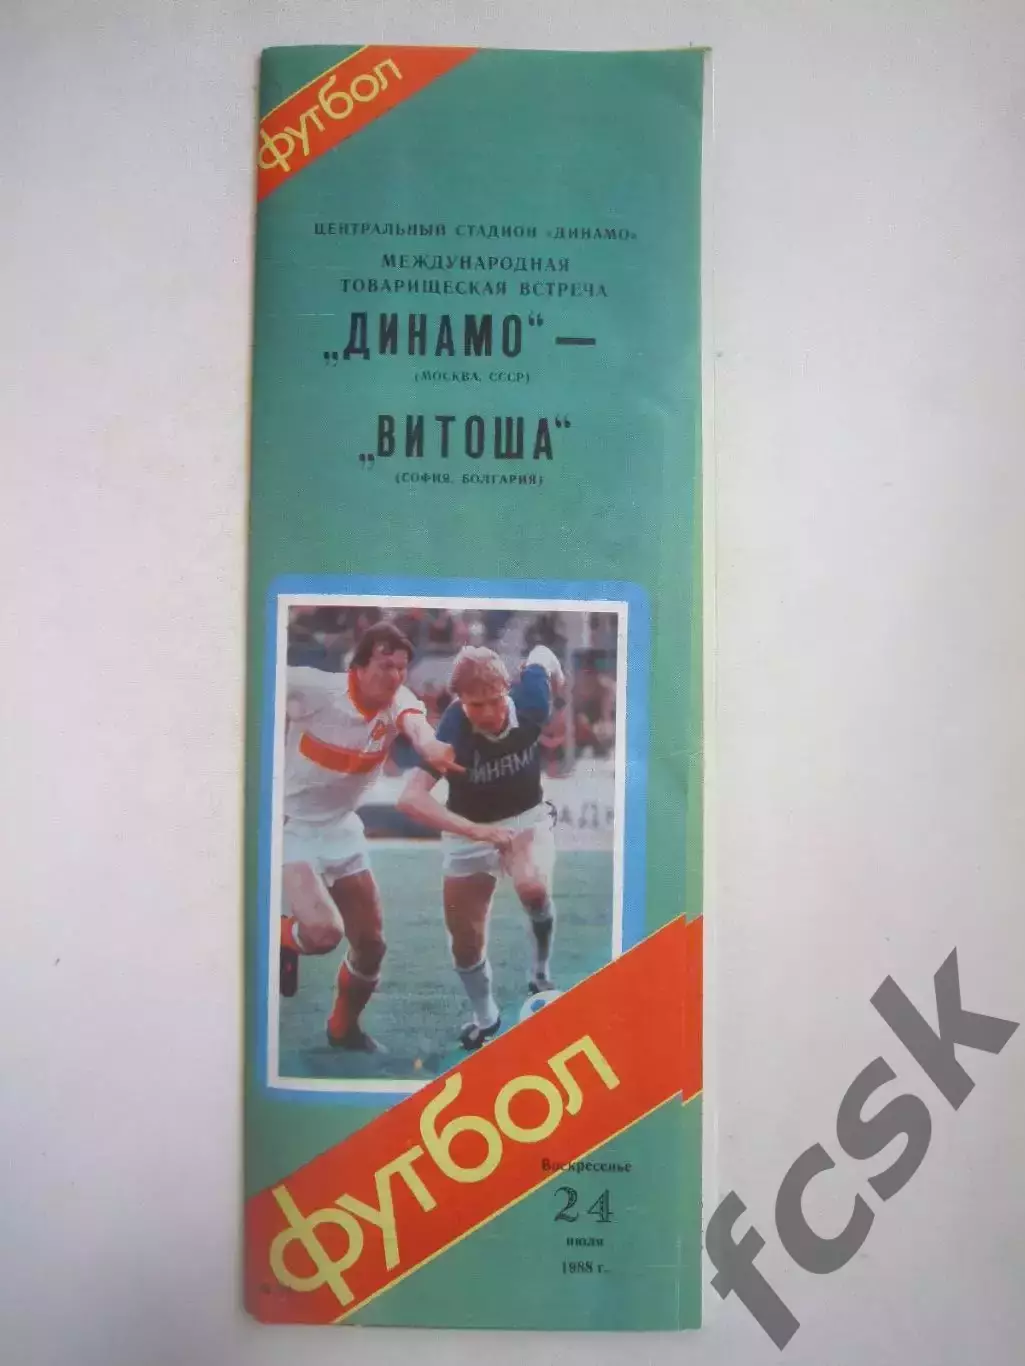 футбол
ЦЕНТРАЛЬНЫЙ СТАДИОН «ДИНАМО»
МЕЖДУНАРОДНАЯ
ТОВАРИЩЕСКАЯ ВСТРЕЧА
„ДИНАМО“ —
(МОСКВА, СССР)
„ВИТОША“
(СОФИЯ, БОЛГАРИЯ)
ДИНАМО
футбол
Воскресенье
24
июля
1988 г.
fcsk